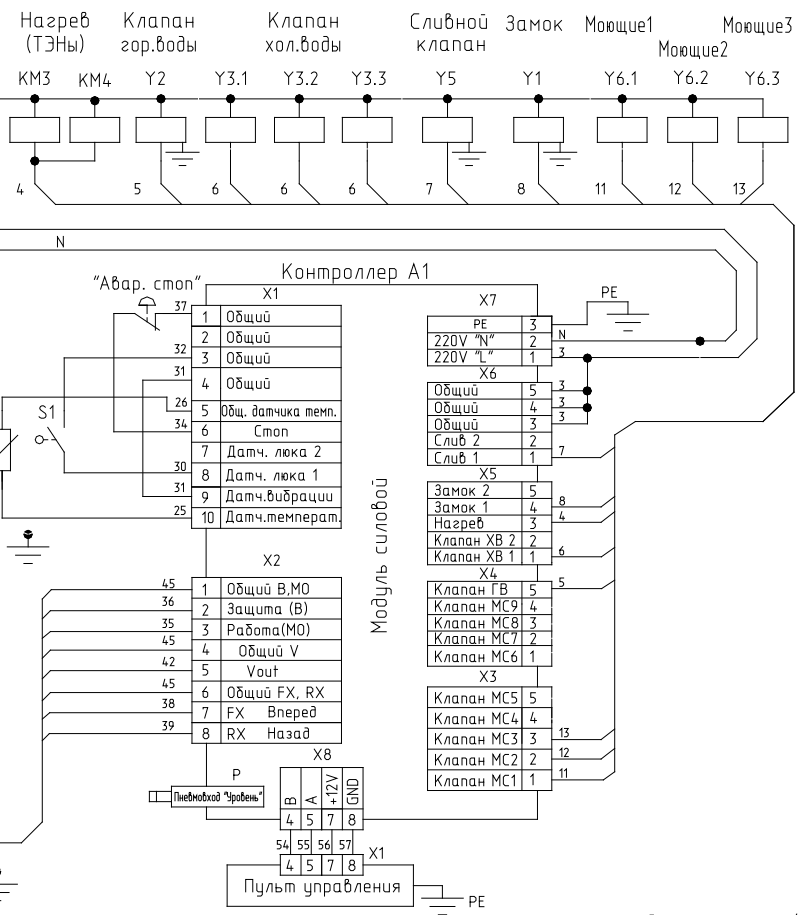 Нагрев Клапан Клапан Сливной Замок Моющие1 Моющие3
(ТЭНы) гор.воды хол.воды клапан Моющие2
КМ3 КМ4 Y2 Y3.1 Y3.2 Y3.3 Y5 Y1 Y6.1 Y6.2 Y6.3
4 5 6 6 6 7 8 11 12 13
N
Контроллер А1
"Авар. стоп"
X1
37 1 Общий
2 Общий
32 3 Общий
31 4 Общий
26 5 Общ. датчика темп.
34 6 Стоп
7 Датч. люка 2
30 8 Датч. люка 1
31 9 Датч.вибрации
25 10 Датч.температ.
S1
X2
45 1 Общий В,МО
36 2 Защита (В)
35 3 Работа(МО)
45 4 Общий V
42 5 Vout
45 6 Общий FX, RX
38 7 FX Вперед
39 8 RX Назад
Модуль силовой
X7
PE
PE 3
220V "N" 2 N
220V "L" 1 3
X6
Общий 5 3
Общий 4 3
Общий 3 3
Слив 2 2
Слив 1 1 7
X5
Замок 2 5
Замок 1 4 8
Нагрев 3 4
Клапан ХВ 2 2
Клапан ХВ 1 1 6
X4
Клапан ГВ 5 5
Клапан МС9 4
Клапан МС8 3
Клапан МС7 2
Клапан МС6 1
X3
Клапан МС5 5
Клапан МС4 4
Клапан МС3 3 13
Клапан МС2 2 12
Клапан МС1 1 11
P
Пневмовход "Уровень"
X8
B A +12V GND
4 5 7 8
54 55 56 57
X1
4 5 7 8
Пульт управления
PE